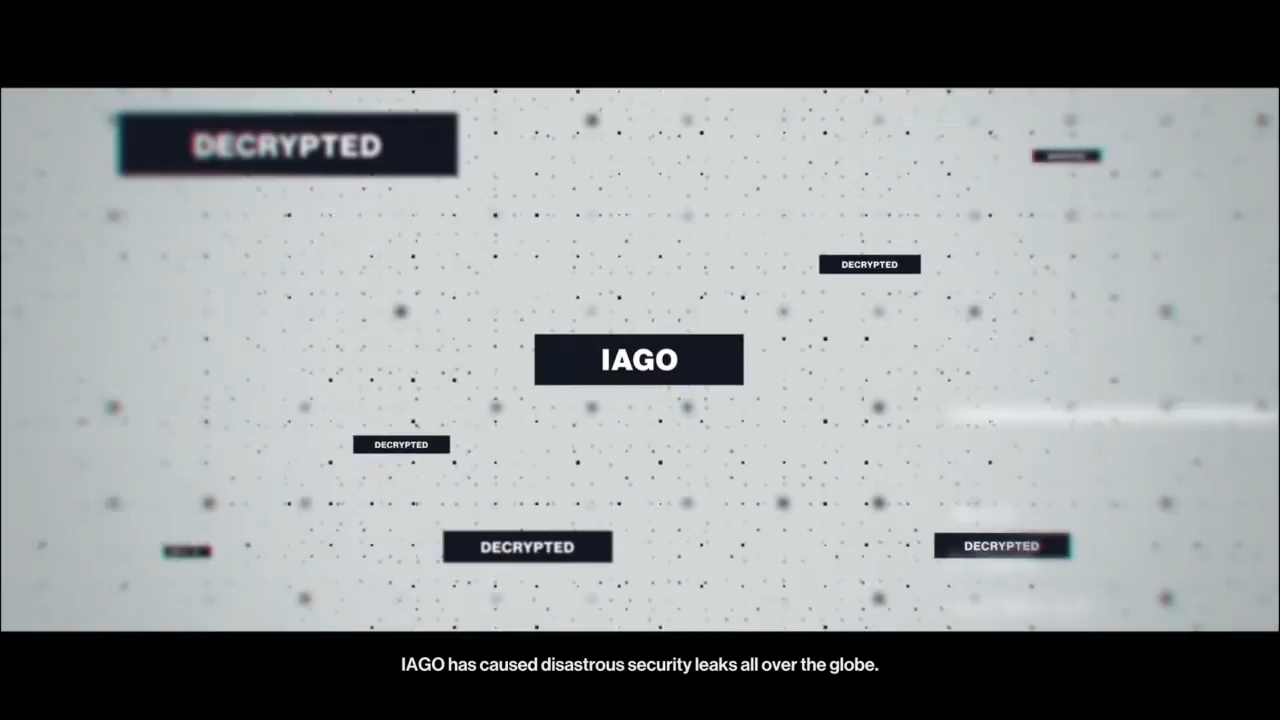 DECRYPTED
DECRYPTED
IAGO
DECRYPTED
DECRYPTED
DECRYPTED
IAGO has caused disastrous security leaks all over the globe.